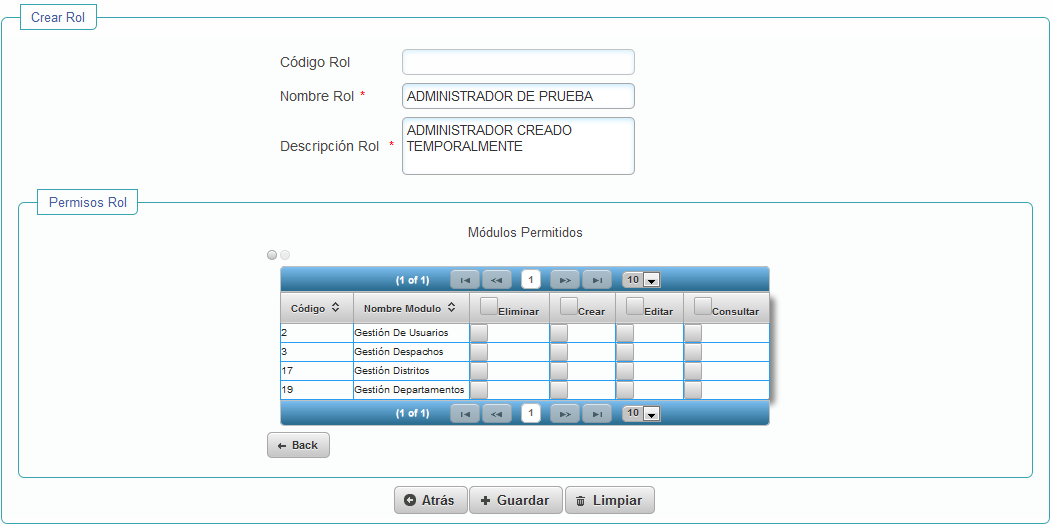 Crear Rol
Código Rol
Nombre Rol * ADMINISTRADOR DE PRUEBA
Descripción Rol * ADMINISTRADOR CREADO
TEMPORALMENTE
Permisos Rol
Módulos Permitidos
(1 of 1) 1 10
Código Nombre Modulo Eliminar Crear Editar Consultar
2 Gestión De Usuarios
3 Gestión Despachos
17 Gestión Distritos
19 Gestión Departamentos
(1 of 1) 1 10
Back
Atrás Guardar Limpiar